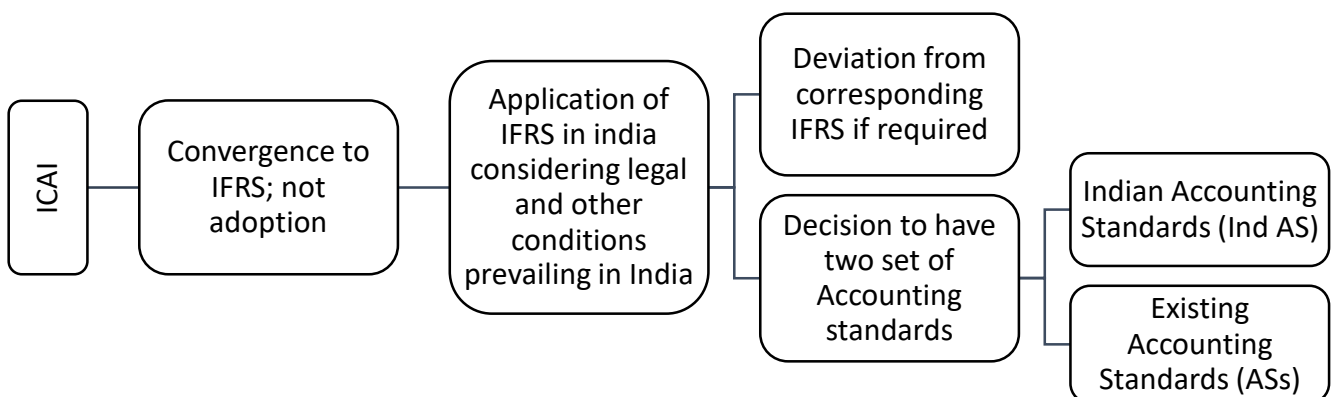 ICAI
Convergence to
IFRS; not
adoption
Application of
IFRS in india
considering legal
and other
conditions
prevailing in India
Deviation from
corresponding
IFRS if required
Decision to have
two set of
Accounting
standards
Indian Accounting
Standards (Ind AS)
Existing
Accounting
Standards (ASs)